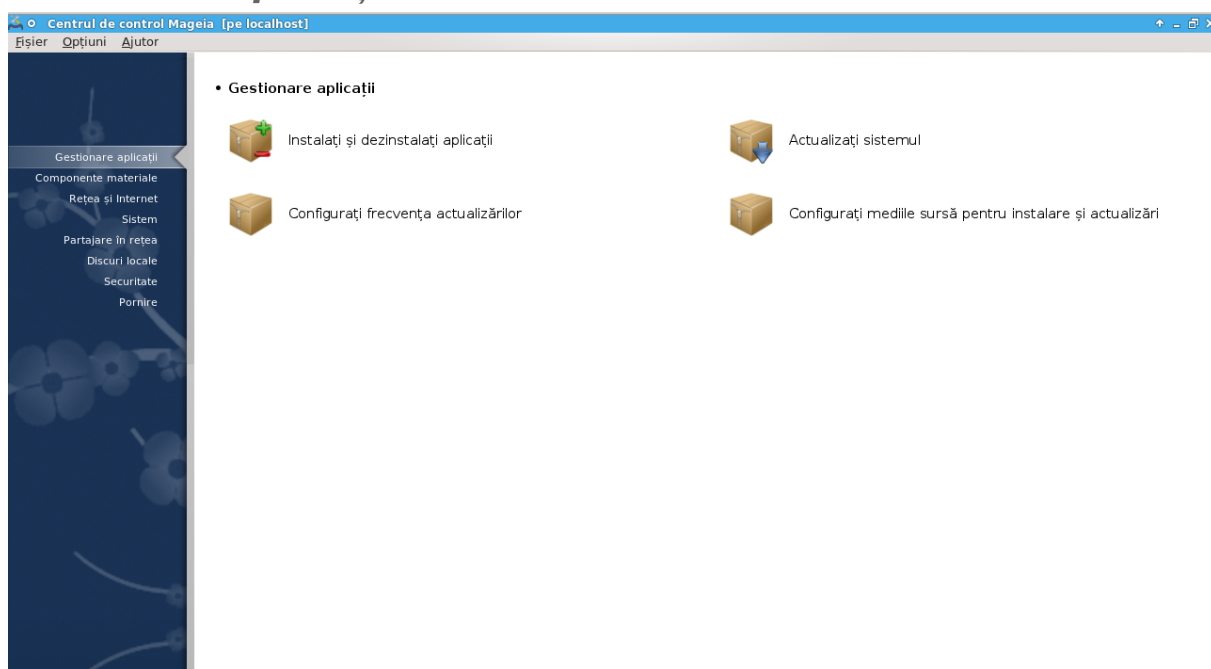 Centrul de control Mageia [pe localhost]
Fișier Opțiuni Ajutor
Gestionare aplicații
Componente materiale
Rețea și Internet
Sistem
Partajare în rețea
Discuri locale
Securitate
Pornire
• Gestionare aplicații
Instalați și dezinstalați aplicații
Actualizați sistemul
Configurați frecvența actualizărilor
Configurați mediile sursă pentru instalare și actualizări